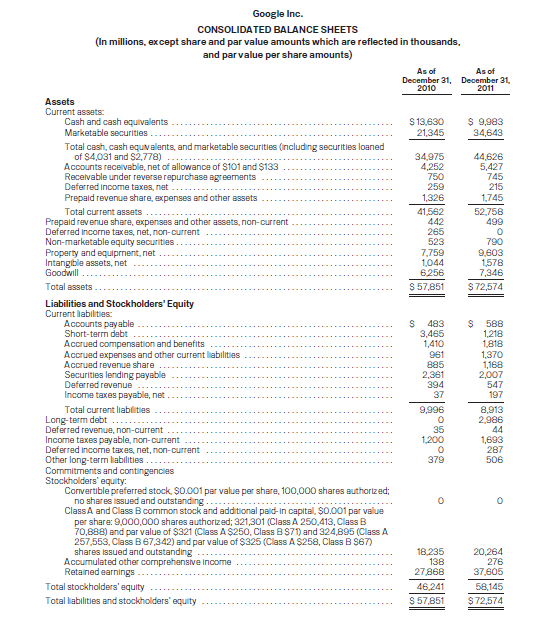 Google Inc.
CONSOLIDATED BALANCE SHEETS
(In millions, except share and par value amounts which are reflected in thousands,
and par value per share amounts)
As of As of
December 31, December 31,
2010 2011
Assets
Current assets:
Cash and cash equivalents $13,630 $ 9,983
Marketable securities 21,345 34,643
Total cash, cash equivalents, and marketable securities (including securities loaned
of $4,031 and $2,778) 34,975 44,626
Accounts receivable, net of allowance of $101 and $133 4,252 5,427
Receivable under reverse repurchase agreements 750 745
Deferred income taxes, net 259 215
Prepaid revenue share, expenses and other assets 1,326 1,745
Total current assets 41,562 52,758
Prepaid revenue share, expenses and other assets, non-current 442 499
Deferred income taxes, net, non-current 265 0
Non-marketable equity securities 523 790
Property and equipment, net 7,759 9,603
Intangible assets, net 1,044 1,578
Goodwill 6,256 7,346
Total assets $ 57,851 $72,574
Liabilities and Stockholders' Equity
Current liabilities:
Accounts payable $ 483 $ 588
Short-term debt 3,465 1,218
Accrued compensation and benefits 1,410 1,818
Accrued expenses and other current liabilities 961 1,370
Accrued revenue share 885 1,168
Securities lending payable 2,361 2,007
Deferred revenue 394 547
Income taxes payable, net 37 197
Total current liabilities 9,996 8,913
Long-term debt 0 2,986
Deferred revenue, non-current 35 44
Income taxes payable, non-current 1,200 1,693
Deferred income taxes, net, non-current 0 287
Other long-term liabilities 379 506
Commitments and contingencies
Stockholders' equity:
Convertible preferred stock, $0.001 par value per share, 100,000 shares authorized;
no shares issued and outstanding 0 0
Class A and Class B common stock and additional paid-in capital, $0.001 par value
per share: 9,000,000 shares authorized; 321,301 (Class A 250,413, Class B
70,888) and par value of $321 (Class A $250, Class B $71) and 324,895 (Class A
257,553, Class B 67,342) and par value of $325 (Class A $258, Class B $67)
shares issued and outstanding 18,235 20,264
Accumulated other comprehensive income 138 276
Retained earnings 27,868 37,605
Total stockholders' equity 46,241 58,145
Total liabilities and stockholders' equity $ 57,851 $72,574